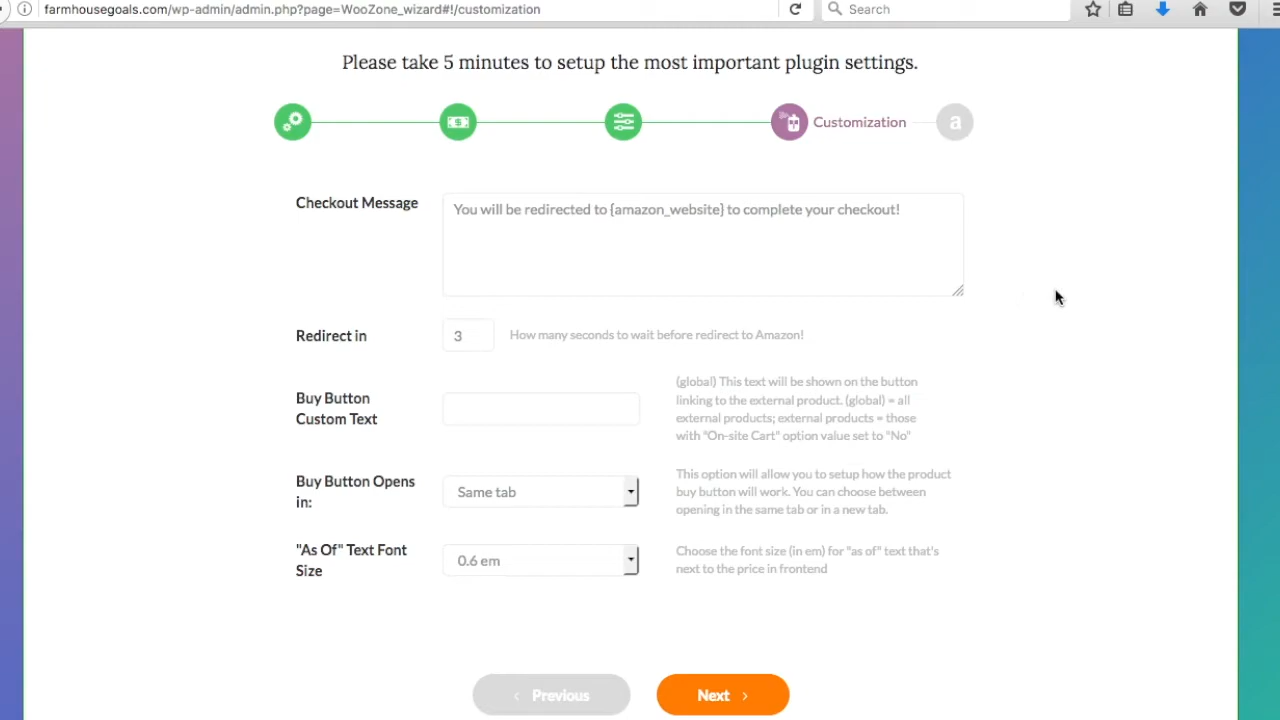 farmhousegoals.com/wp-admin/admin.php?page=WooZone_wizard#!/customization
Search
Please take 5 minutes to setup the most important plugin settings.
Customization
a
Checkout Message
You will be redirected to {amazon_website} to complete your checkout!
Redirect in
3
How many seconds to wait before redirect to Amazon!
Buy Button
Custom Text
(global) This text will be shown on the button
linking to the external product. (global) = all
external products; external products = those
with "On-site Cart" option value set to "No"
Buy Button Opens
in:
Same tab
This option will allow you to setup how the product
buy button will work. You can choose between
opening in the same tab or in a new tab.
"As Of" Text Font
Size
0.6 em
Choose the font size (in em) for "as of" text that's
next to the price in frontend
Previous
Next